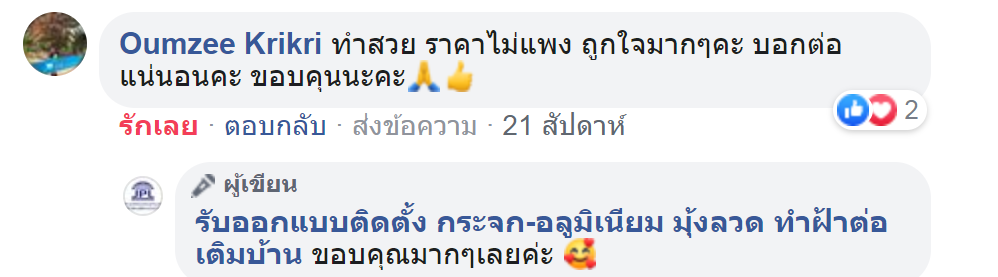 Oumzee Krikri ทำสวย ราคาไม่แพง ถูกใจมากๆคะ บอกต่อ
แน่นอนคะ ขอบคุนนะคะ🙏👍
2
รักเลย · ตอบกลับ · ส่งข้อความ · 21 สัปดาห์
JPL
ผู้เขียน
รับออกแบบติดตั้ง กระจก-อลูมิเนียม มุ้งลวด ทำฝ้าต่อ
เติมบ้าน ขอบคุณมากๆเลยค่ะ 🥰